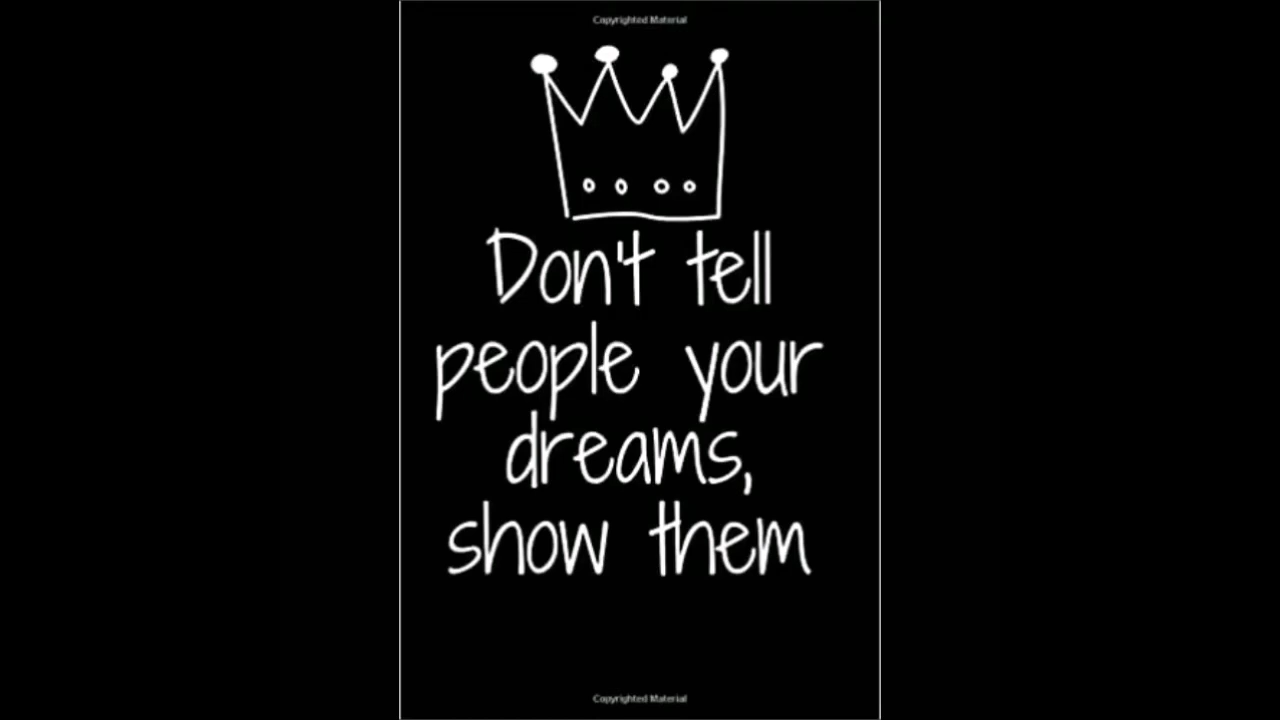 Copyrighted Material
Don't tell
people your
dreams,
show them
Copyrighted Material